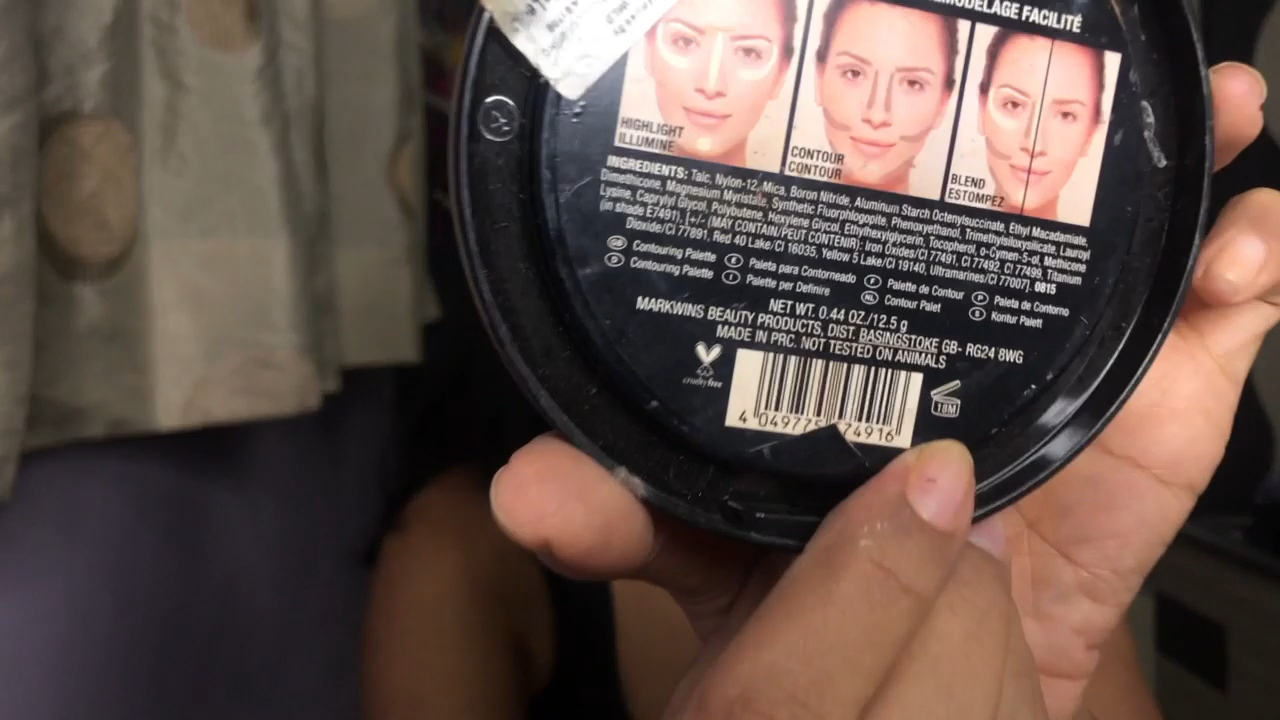 REMODELAGE FACILITÉ
HIGHLIGHT
ILLUMINE
CONTOUR
CONTOUR
BLEND
ESTOMPEZ
INGREDIENTS: Talc, Nylon-12, Mica, Boron Nitride, Aluminum Starch Octenylsuccinate, Ethyl Macadamiate,
Dimethicone, Magnesium Myristate, Synthetic Fluorphlogopite, Phenoxyethanol, Trimethylsiloxysilicate, Lauroyl
Lysine, Caprylyl Glycol, Polybutene, Hexylene Glycol, Ethylhexylglycerin, Tocopherol, o-Cymen-5-ol, Methicone
(in shade E7491). [+/- (MAY CONTAIN/PEUT CONTENIR): Iron Oxides/CI 77491, CI 77492, CI 77499, Titanium
Dioxide/CI 77891, Red 40 Lake/CI 16035, Yellow 5 Lake/CI 19140, Ultramarines/CI 77007]. 0815
GB Contouring Palette E Paleta para Contorneado F Palette de Contour P Paleta de Contorno
D Contouring Palette I Palette per Definire NL Contour Palet S Kontur Palett
NET WT. 0.44 OZ./12.5 g
MARKWINS BEAUTY PRODUCTS, DIST. BASINGSTOKE GB- RG24 8WG
MADE IN PRC. NOT TESTED ON ANIMALS
crueltyfree
18M
4 049775 74916